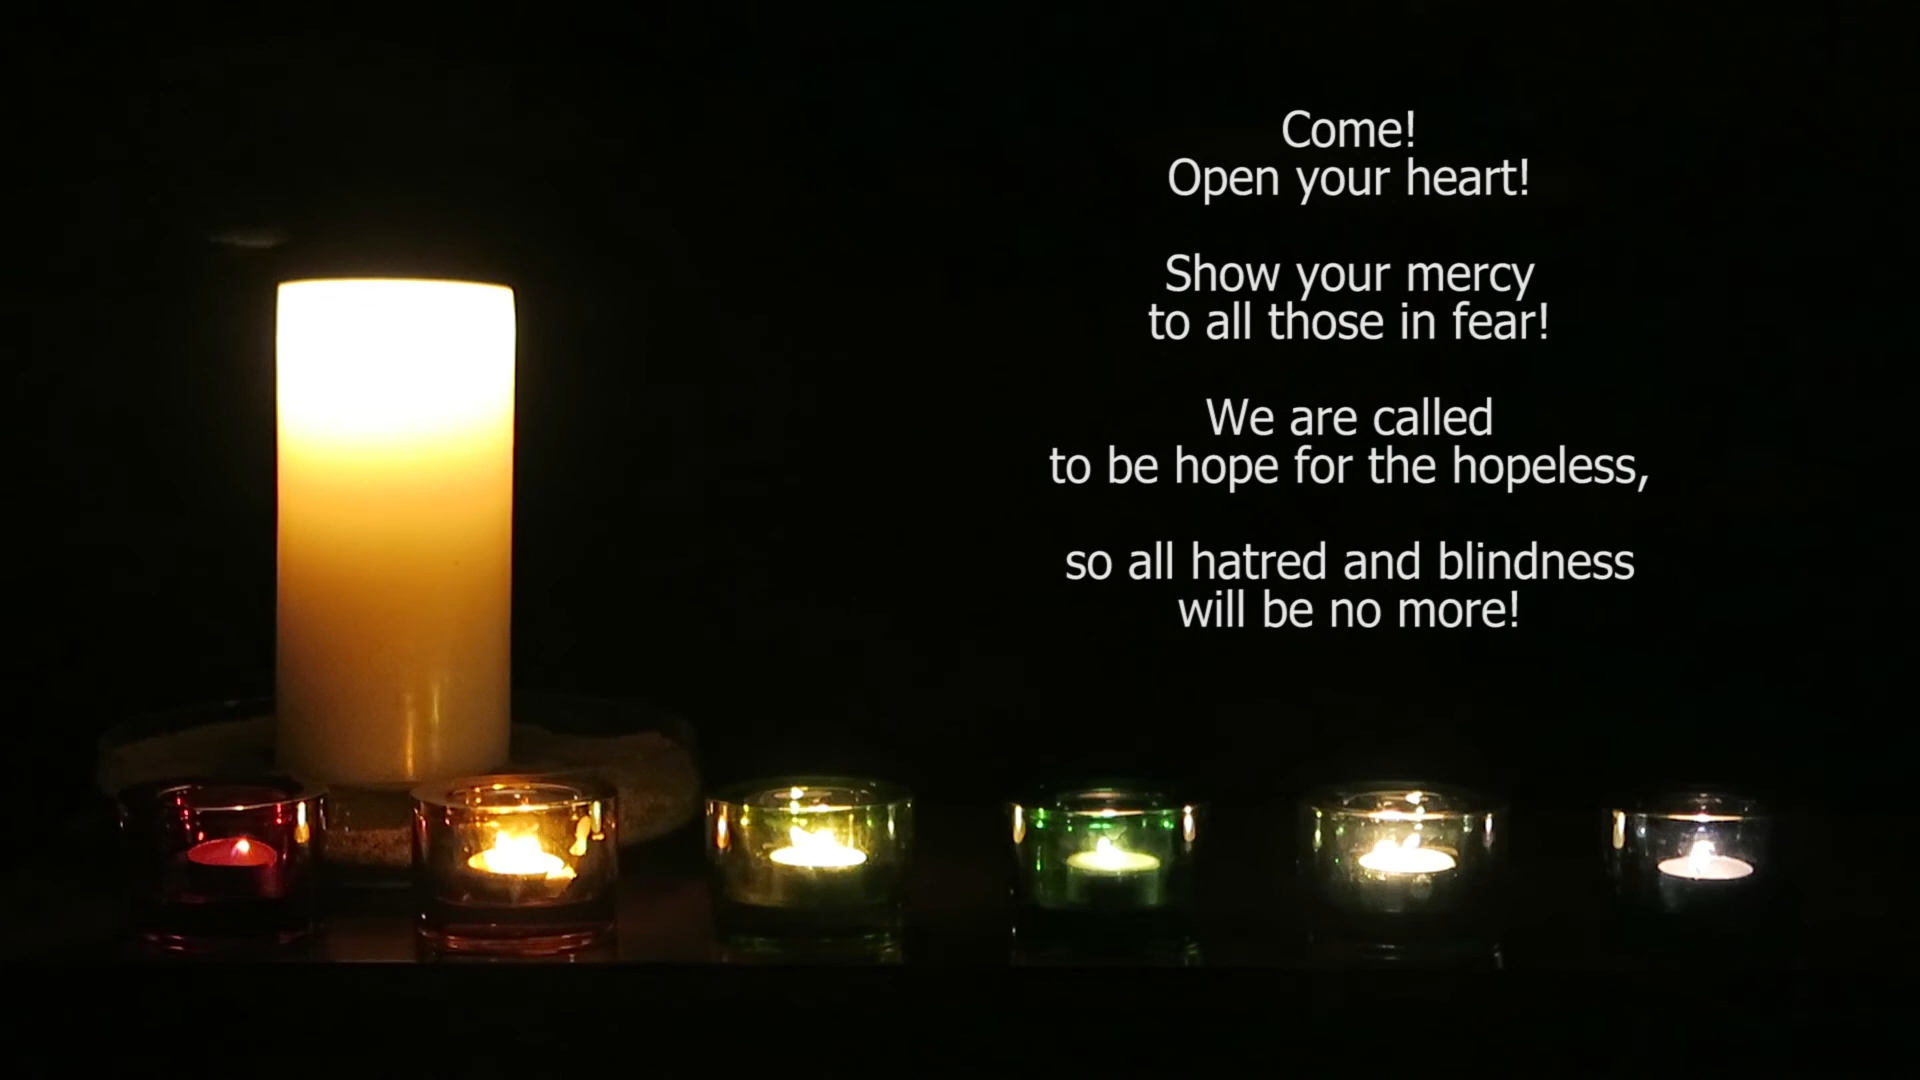 Come!
Open your heart!
Show your mercy
to all those in fear!
We are called
to be hope for the hopeless,
so all hatred and blindness
will be no more!